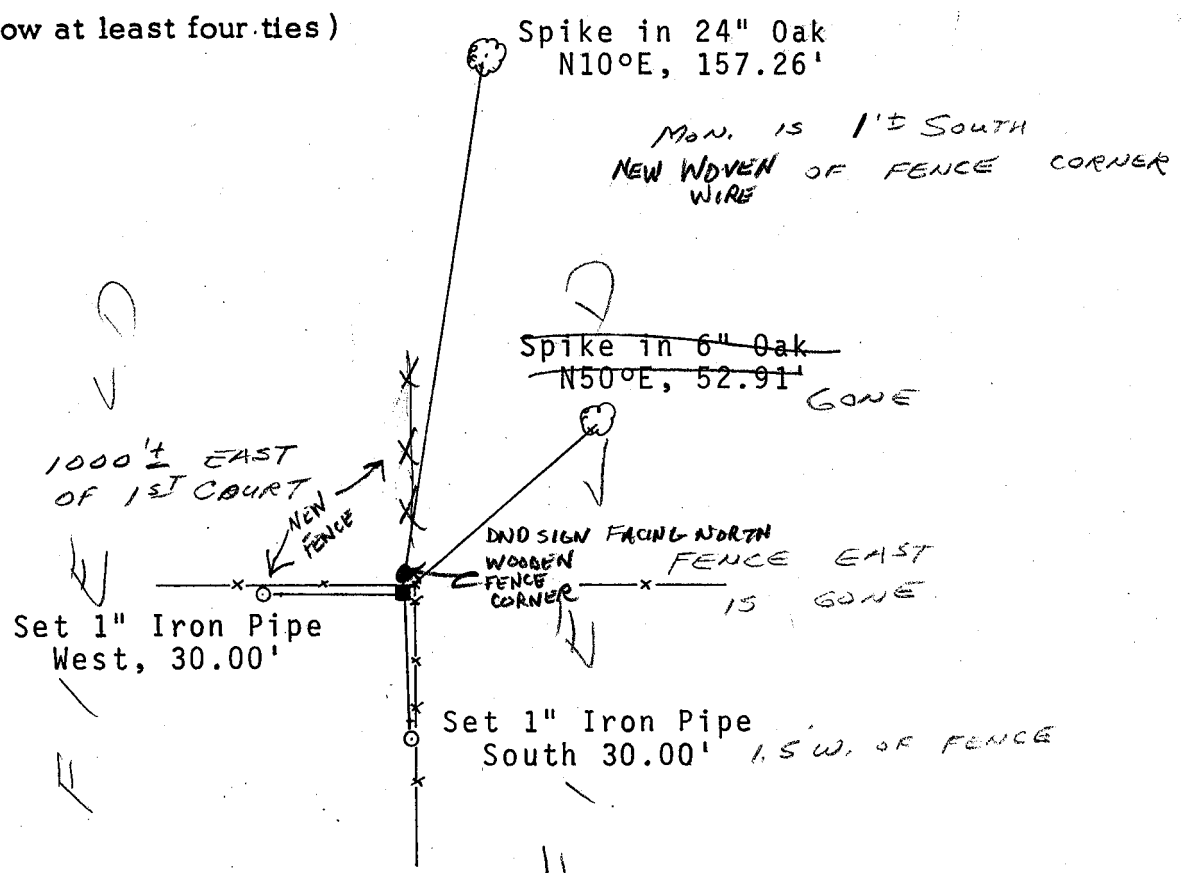 ow at least four ties)
Spike in 24" Oak
N10°E, 157.26'
MON. IS 1'± SOUTH
NEW WOVEN OF FENCE CORNER
WIRE
Spike in 6" Oak
N50°E, 52.91'
GONE
1000'± EAST
OF 1ST COURT
NEW
FENCE
SIGN FACING NORTH
WOODEN
FENCE
CORNER
FENCE EAST
IS GONE
Set 1" Iron Pipe
West, 30.00'
Set 1" Iron Pipe
South 30.00'
1.5' W. OF FENCE